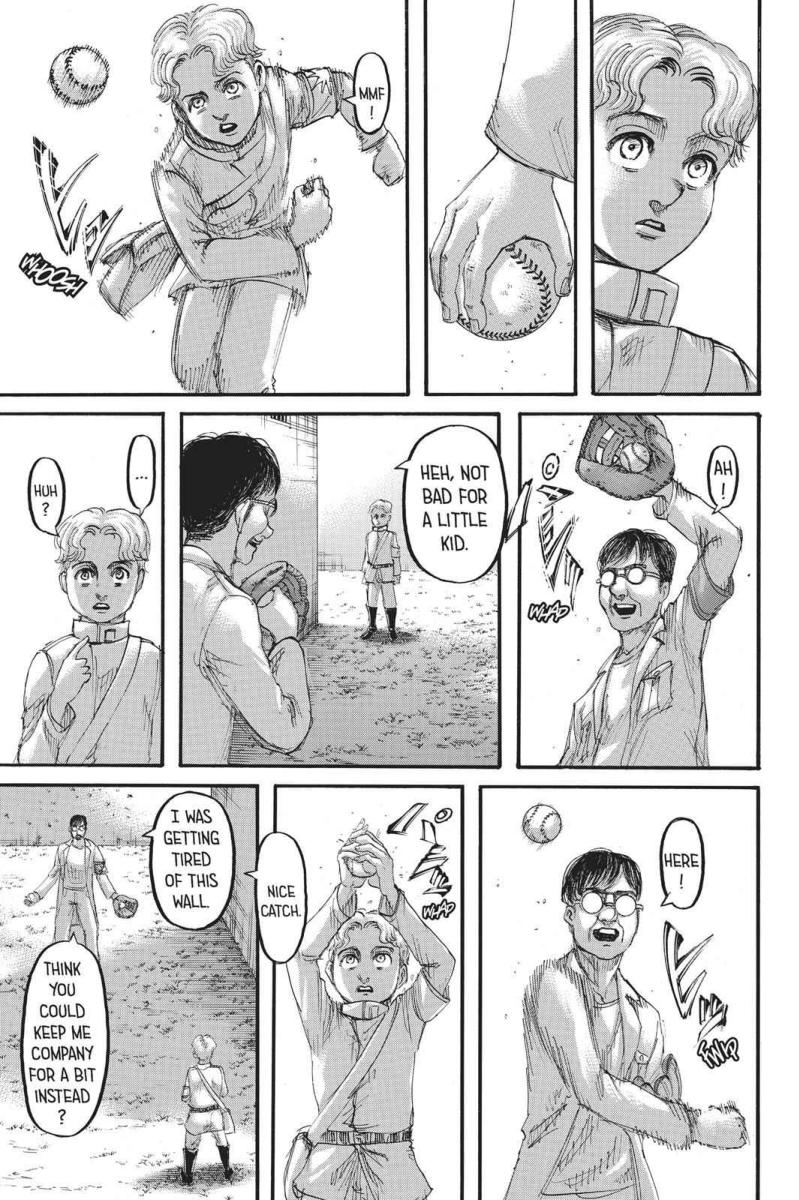 MMF
!
WHOOSH
AH
!
WHAP
HEH, NOT
BAD FOR
A LITTLE
KID.
...
HUH
?
HERE
!
FWIP
WHAP
NICE
CATCH.
I WAS
GETTING
TIRED
OF THIS
WALL.
THINK
YOU
COULD
KEEP ME
COMPANY
FOR A BIT
INSTEAD
?